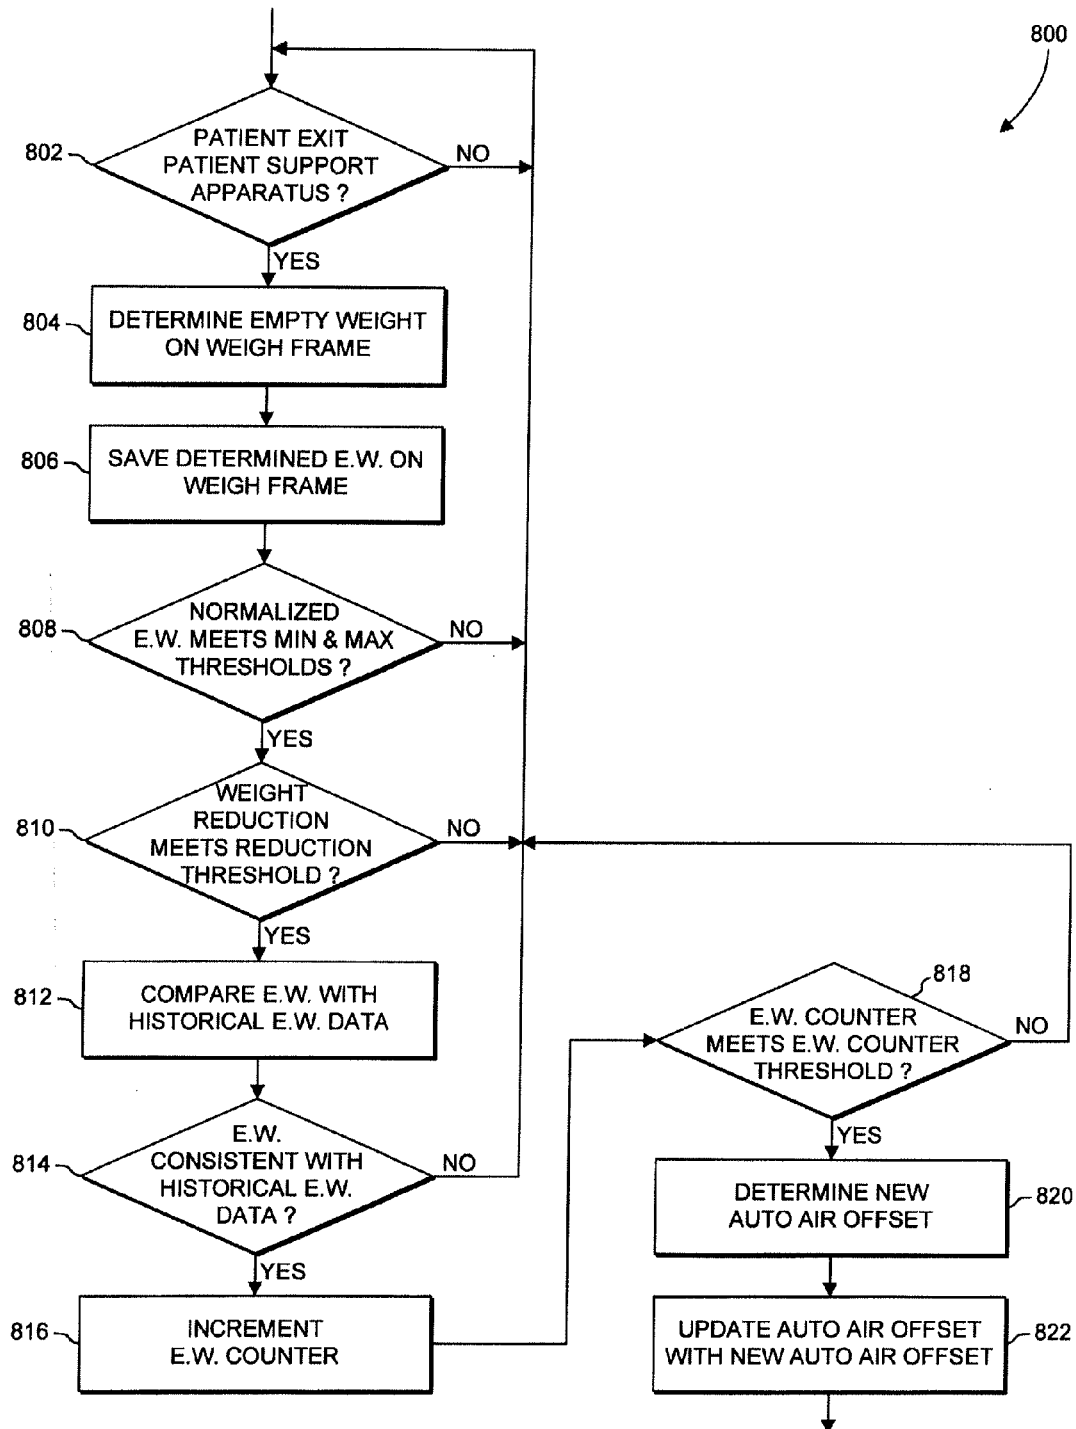 800
802
PATIENT EXIT
PATIENT SUPPORT
APPARATUS ?
NO
YES
804
DETERMINE EMPTY WEIGHT
ON WEIGH FRAME
806
SAVE DETERMINED E.W. ON
WEIGH FRAME
808
NORMALIZED
E.W. MEETS MIN & MAX
THRESHOLDS ?
NO
YES
810
WEIGHT
REDUCTION
MEETS REDUCTION
THRESHOLD ?
NO
YES
812
COMPARE E.W. WITH
HISTORICAL E.W. DATA
814
E.W.
CONSISTENT WITH
HISTORICAL E.W.
DATA ?
NO
YES
816
INCREMENT
E.W. COUNTER
818
E.W. COUNTER
MEETS E.W. COUNTER
THRESHOLD ?
NO
YES
DETERMINE NEW
AUTO AIR OFFSET
820
UPDATE AUTO AIR OFFSET
WITH NEW AUTO AIR OFFSET
822